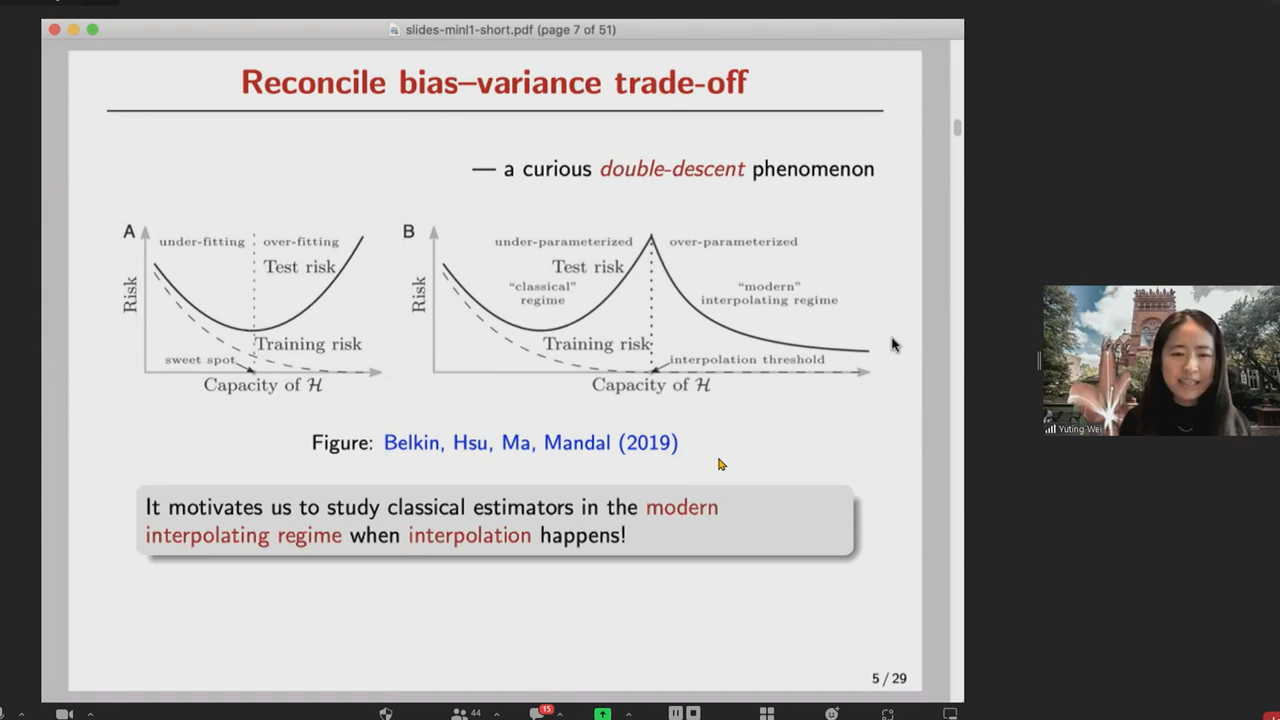 slides-minl1-short.pdf (page 7 of 51)
Reconcile bias–variance trade-off
— a curious double-descent phenomenon
A
under-fitting
over-fitting
Test risk
Risk
Training risk
sweet spot
Capacity of H
B
under-parameterized
over-parameterized
Test risk
“classical”
regime
“modern”
interpolating regime
Risk
Training risk
interpolation threshold
Capacity of H
Figure: Belkin, Hsu, Ma, Mandal (2019)
It motivates us to study classical estimators in the modern
interpolating regime when interpolation happens!
5 / 29
Yuting Wei
44
15